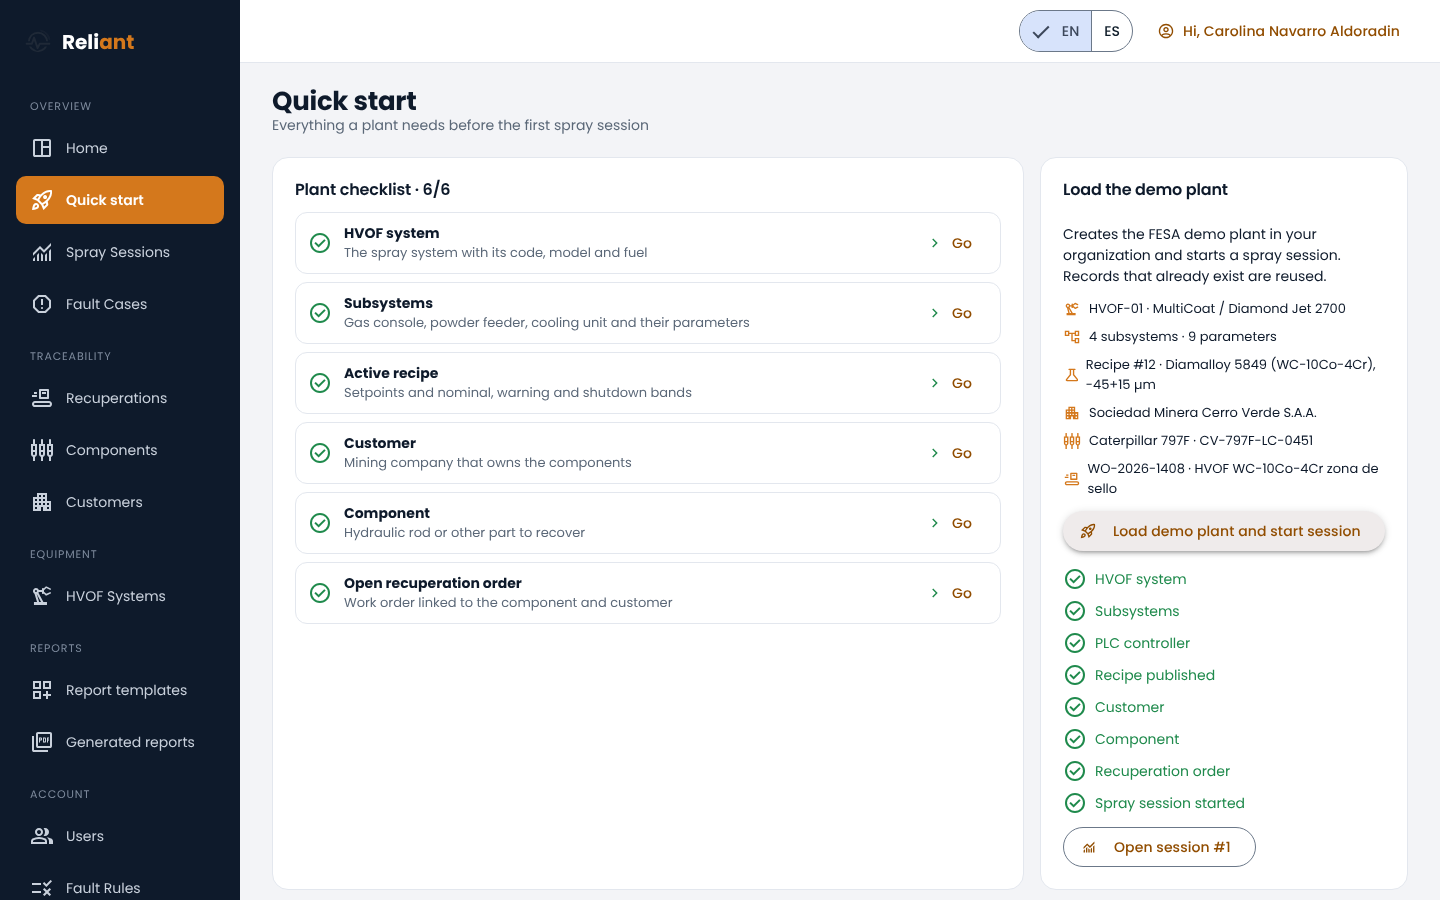 Reliant
OVERVIEW
Home
Quick start
Spray Sessions
Fault Cases
TRACEABILITY
Recuperations
Components
Customers
EQUIPMENT
HVOF Systems
REPORTS
Report templates
Generated reports
ACCOUNT
Users
Fault Rules
EN
ES
Hi, Carolina Navarro Aldoradin
Quick start
Everything a plant needs before the first spray session
Plant checklist · 6/6
HVOF system
The spray system with its code, model and fuel
Go
Subsystems
Gas console, powder feeder, cooling unit and their parameters
Go
Active recipe
Setpoints and nominal, warning and shutdown bands
Go
Customer
Mining company that owns the components
Go
Component
Hydraulic rod or other part to recover
Go
Open recuperation order
Work order linked to the component and customer
Go
Load the demo plant
Creates the FESA demo plant in your
organization and starts a spray session.
Records that already exist are reused.
HVOF-01 · MultiCoat / Diamond Jet 2700
4 subsystems · 9 parameters
Recipe #12 · Diamalloy 5849 (WC-10Co-4Cr),
-45+15 µm
Sociedad Minera Cerro Verde S.A.A.
Caterpillar 797F · CV-797F-LC-0451
WO-2026-1408 · HVOF WC-10Co-4Cr zona de
sello
Load demo plant and start session
HVOF system
Subsystems
PLC controller
Recipe published
Customer
Component
Recuperation order
Spray session started
Open session #1